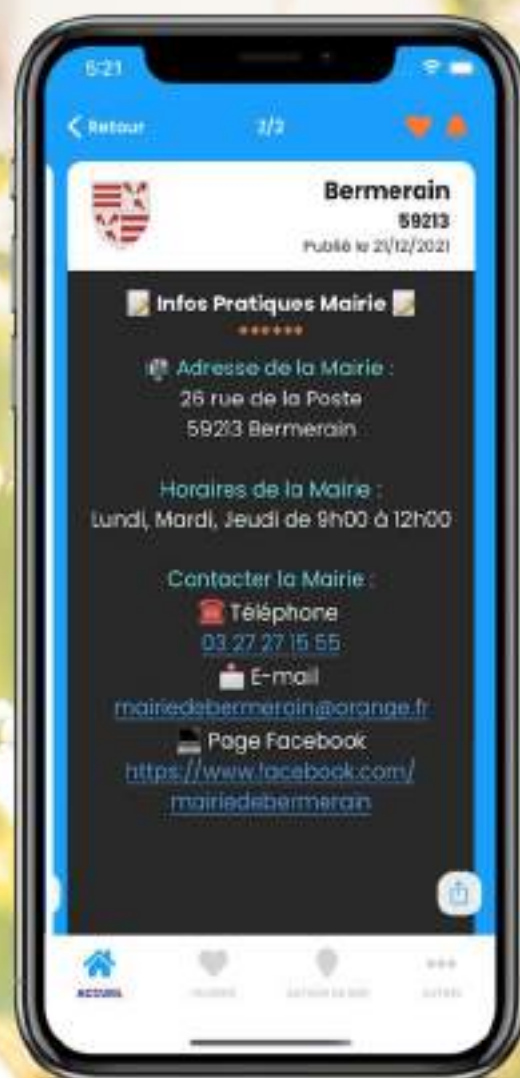 5:21
Retour
2/2
Bermerain
59213
Publié le 21/12/2021
Infos Pratiques Mairie
Adresse de la Mairie :
26 rue de la Poste
59213 Bermerain
Horaires de la Mairie :
Lundi, Mardi, Jeudi de 9h00 à 12h00
Contacter la Mairie :
Téléphone
03 27 27 15 55
E-mail
mairiedebermerain@orange.fr
Page Facebook
https://www.facebook.com/
mairiedebermerain
ACCUEIL
AUTRES